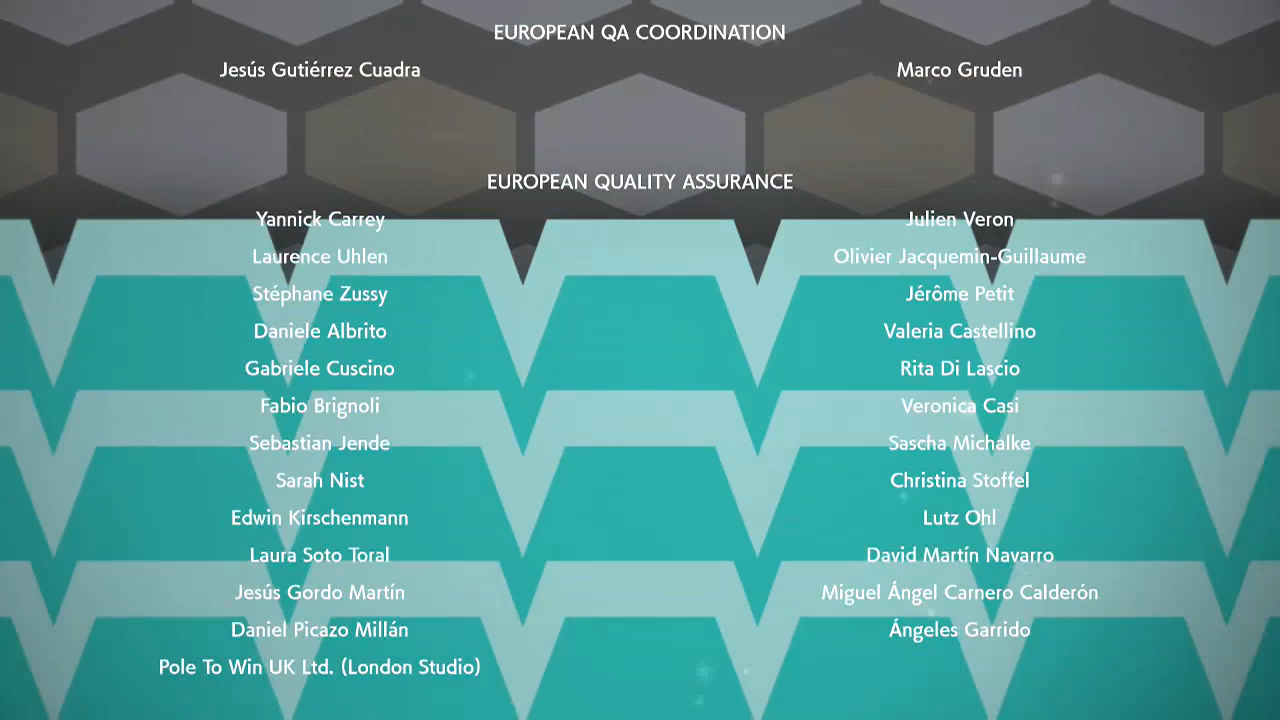 EUROPEAN QA COORDINATION
Jesús Gutiérrez Cuadra Marco Gruden
EUROPEAN QUALITY ASSURANCE
Yannick Carrey Julien Veron
Laurence Uhlen Olivier Jacquemin-Guillaume
Stéphane Zussy Jérôme Petit
Daniele Albrito Valeria Castellino
Gabriele Cuscino Rita Di Lascio
Fabio Brignoli Veronica Casi
Sebastian Jende Sascha Michalke
Sarah Nist Christina Stoffel
Edwin Kirschenmann Lutz Ohl
Laura Soto Toral David Martín Navarro
Jesús Gordo Martín Miguel Ángel Carnero Calderón
Daniel Picazo Millán Ángeles Garrido
Pole To Win UK Ltd. (London Studio)